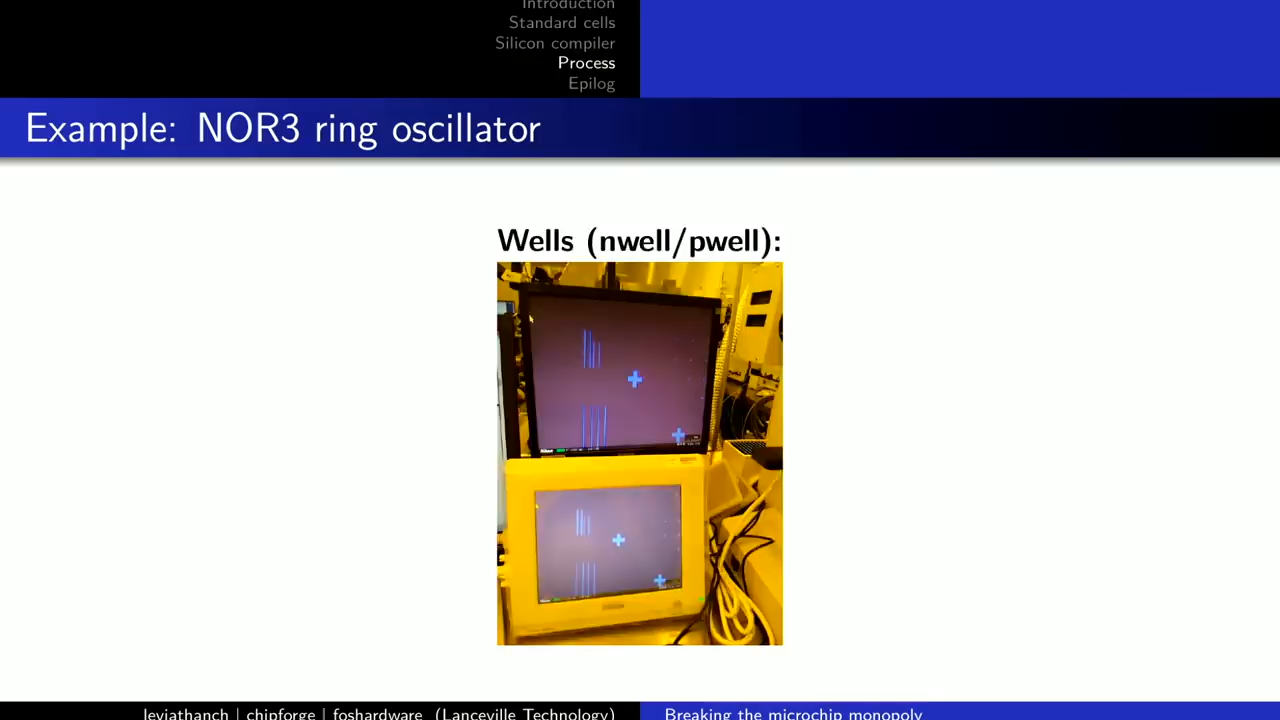 Introduction
Standard cells
Silicon compiler
Process
Epilog
Example: NOR3 ring oscillator
Wells (nwell/pwell):
leviathanch | chipforge | foshardware (Lanceville Technology)
Breaking the microchip monopoly